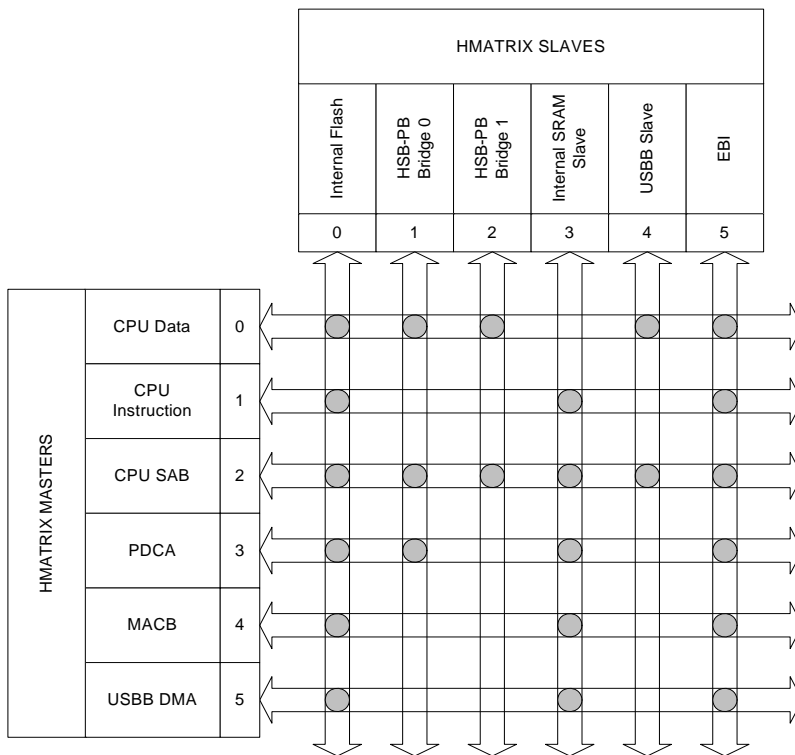 HMATRIX SLAVES
Internal Flash
HSB-PB
Bridge 0
HSB-PB
Bridge 1
Internal SRAM
Slave
USBB Slave
EBI
0
1
2
3
4
5
HMATRIX MASTERS
CPU Data
0
CPU
Instruction
1
CPU SAB
2
PDCA
3
MACB
4
USBB DMA
5